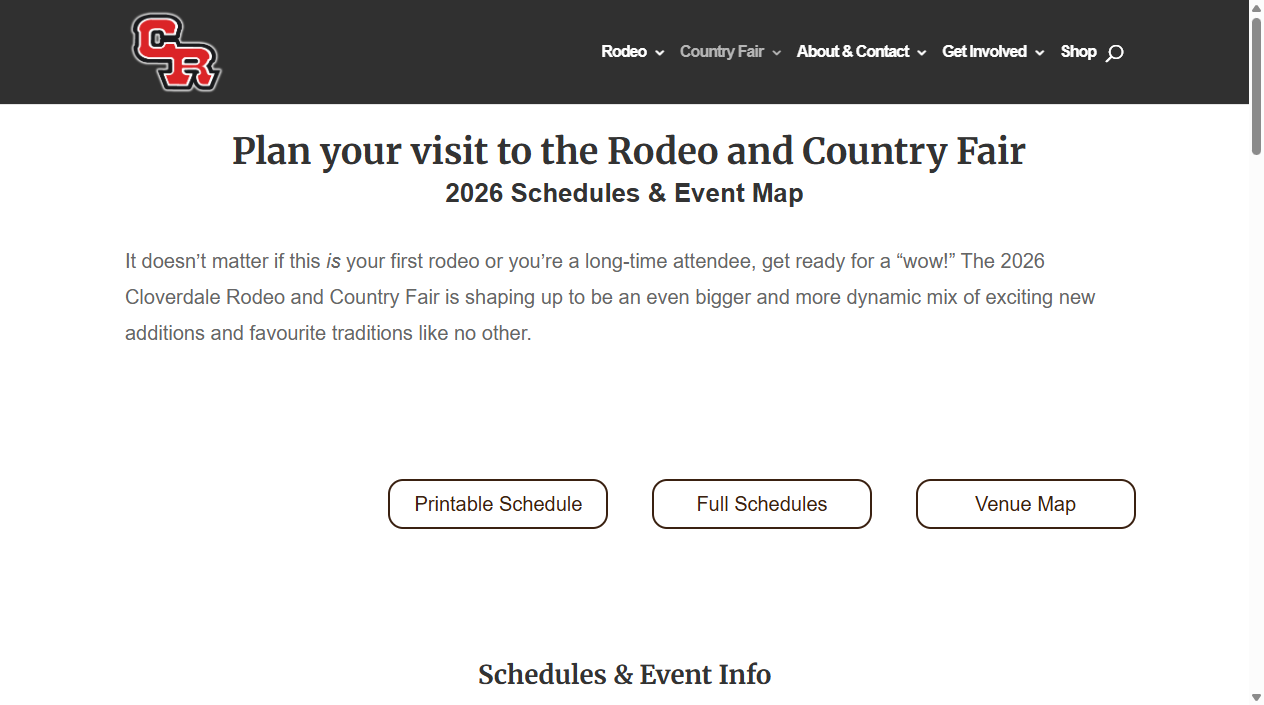 CR
Rodeo Country Fair About & Contact Get Involved Shop
Plan your visit to the Rodeo and Country Fair
2026 Schedules & Event Map
It doesn’t matter if this is your first rodeo or you’re a long-time attendee, get ready for a “wow!” The 2026
Cloverdale Rodeo and Country Fair is shaping up to be an even bigger and more dynamic mix of exciting new
additions and favourite traditions like no other.
Printable Schedule Full Schedules Venue Map
Schedules & Event Info